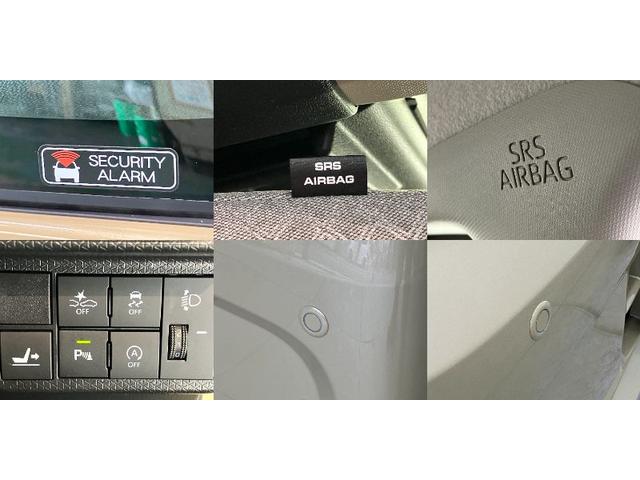 SECURITY
ALARM
SRS
AIRBAG
SRS
AIRBAG
OFF
OFF
P
A
OFF